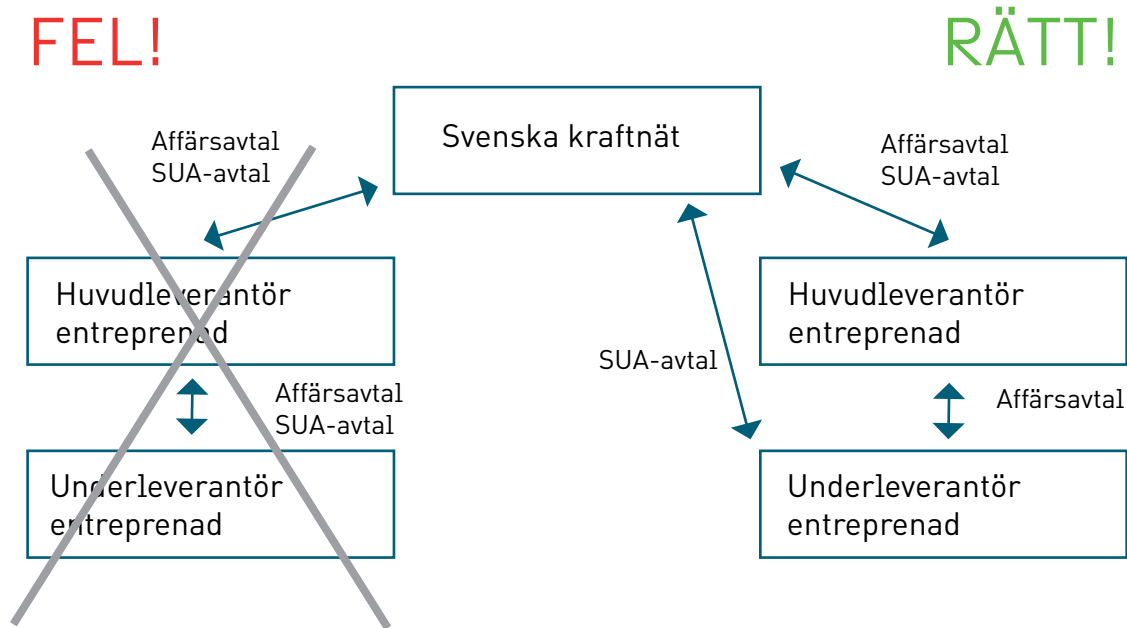 FEL!
RÄTT!
Affärsavtal
SUA-avtal
Svenska kraftnät
Affärsavtal
SUA-avtal
Huvudleverantör
entreprenad
Huvudleverantör
entreprenad
SUA-avtal
Affärsavtal
SUA-avtal
Affärsavtal
Underleverantör
entreprenad
Underleverantör
entreprenad